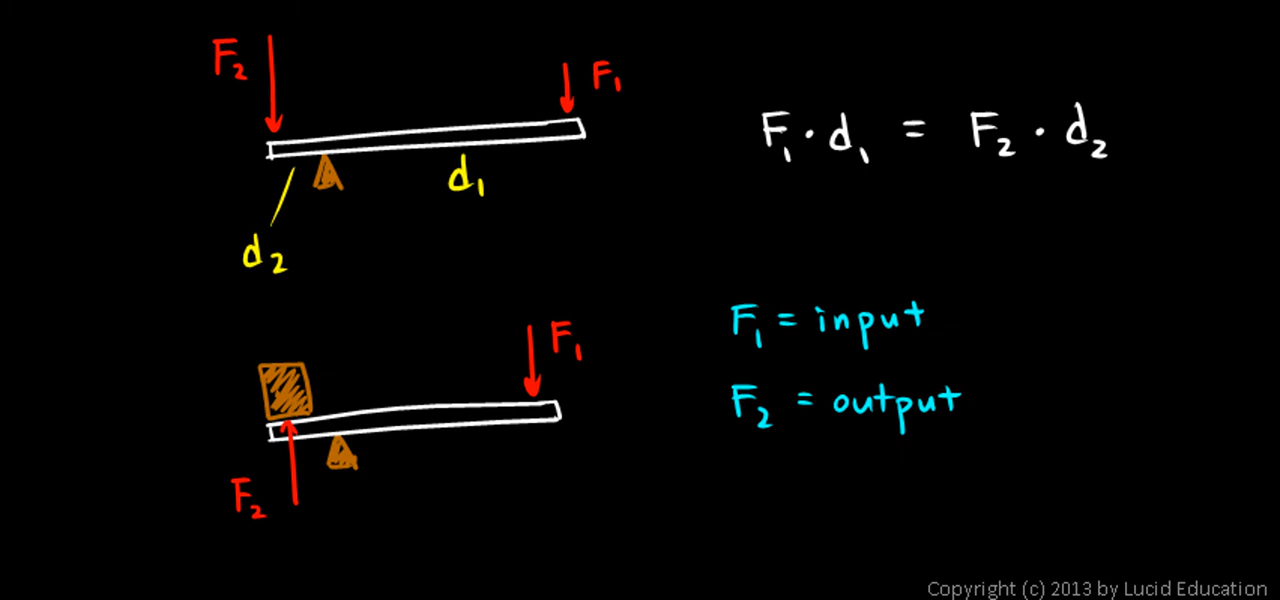 F₂
F₁
d₁
d₂
F₁ · d₁ = F₂ · d₂
F₁
F₂
F₁ = input
F₂ = output
Copyright (c) 2013 by Lucid Education